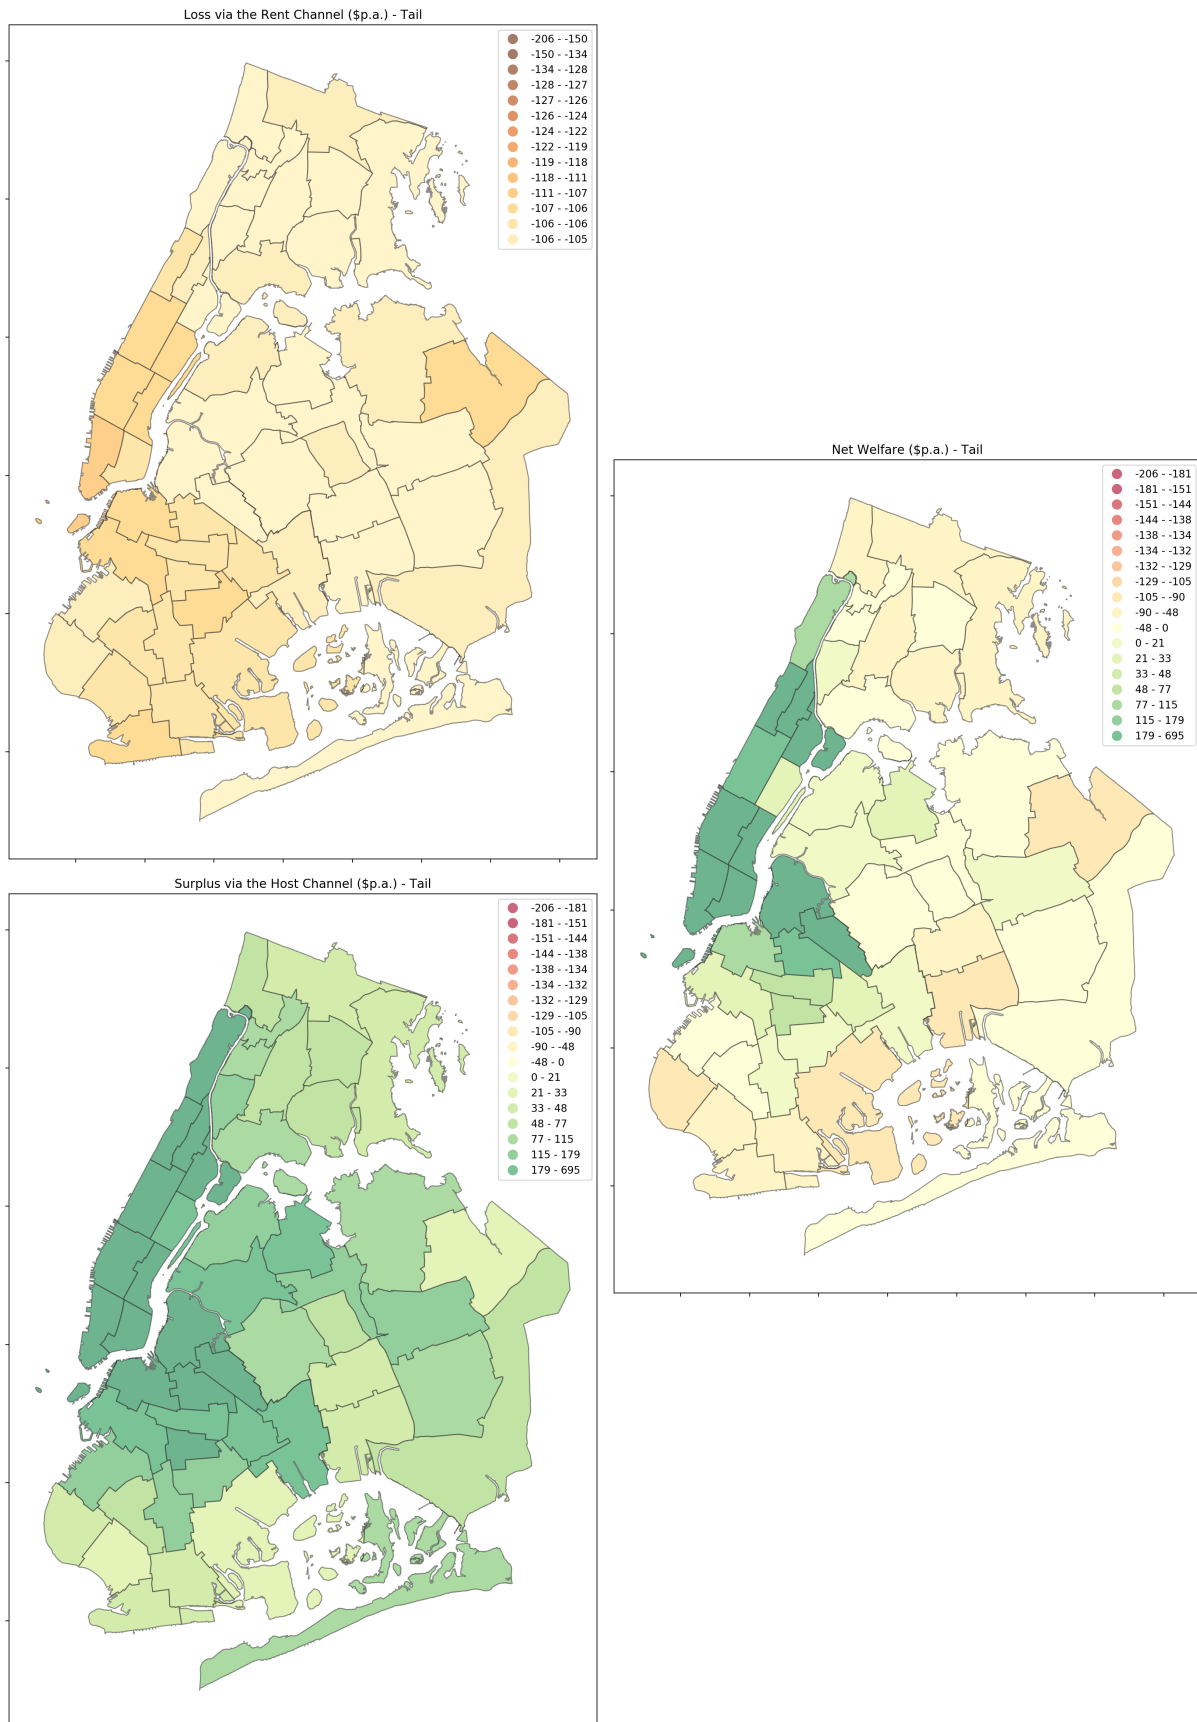 Loss via the Rent Channel ($p.a.) - Tail
-206 - -150
-150 - -134
-134 - -128
-128 - -127
-127 - -126
-126 - -124
-124 - -122
-122 - -119
-119 - -118
-118 - -111
-111 - -107
-107 - -106
-106 - -106
-106 - -105
Net Welfare ($p.a.) - Tail
-206 - -181
-181 - -151
-151 - -144
-144 - -138
-138 - -134
-134 - -132
-132 - -129
-129 - -105
-105 - -90
-90 - -48
-48 - 0
0 - 21
21 - 33
33 - 48
48 - 77
77 - 115
115 - 179
179 - 695
Surplus via the Host Channel ($p.a.) - Tail
-206 - -181
-181 - -151
-151 - -144
-144 - -138
-138 - -134
-134 - -132
-132 - -129
-129 - -105
-105 - -90
-90 - -48
-48 - 0
0 - 21
21 - 33
33 - 48
48 - 77
77 - 115
115 - 179
179 - 695